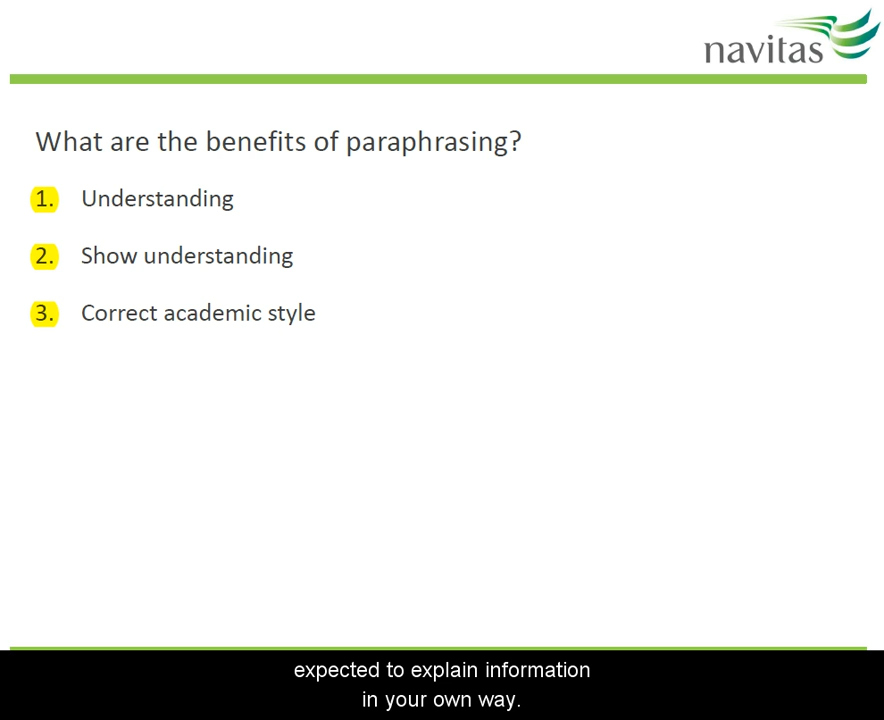 navitas
What are the benefits of paraphrasing?
1. Understanding
2. Show understanding
3. Correct academic style
expected to explain information
in your own way.